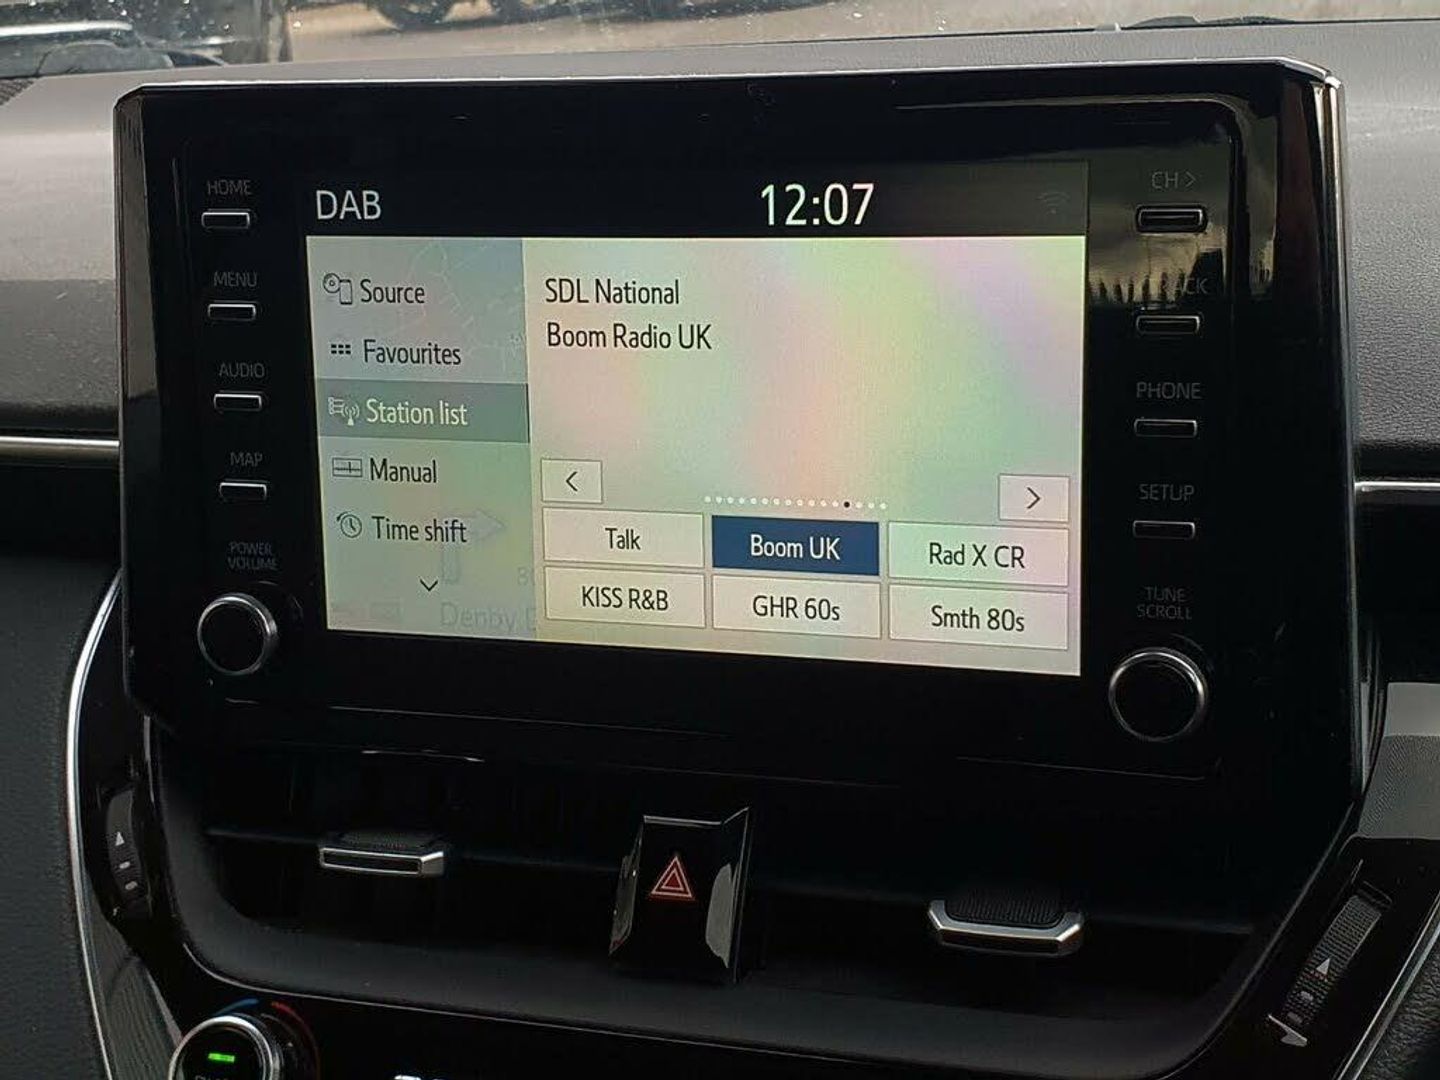 HOME
DAB
12:07
CH >
MENU
Source
SDL National
Favourites
Boom Radio UK
AUDIO
PHONE
Station list
MAP
Manual
SETUP
Time shift
POWER
VOLUME
Talk
Boom UK
Rad X CR
KISS R&B
GHR 60s
Smth 80s
Denby
TUNE
SCROLL